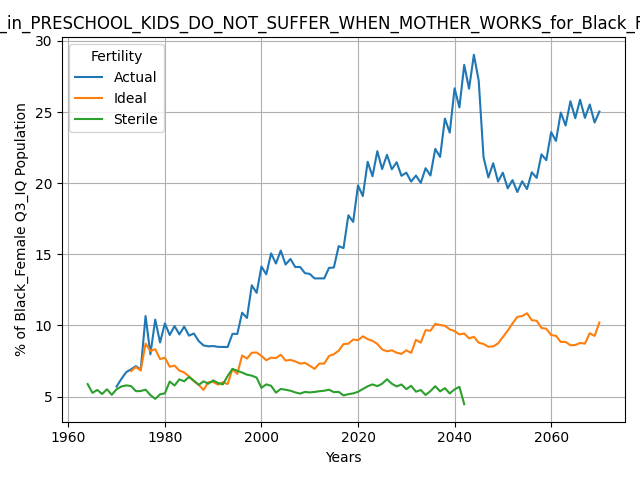 _in_PRESCHOOL_KIDS_DO_NOT_SUFFER_WHEN_MOTHER_WORKS_for_Black_F
30
25
20
15
10
5
% of Black_Female Q3_IQ Population
Fertility
Actual
Ideal
Sterile
1960 1980 2000 2020 2040 2060
Years